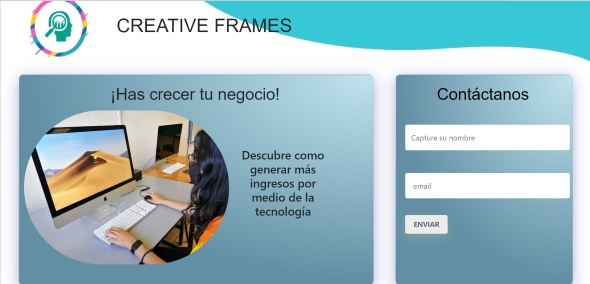 CREATIVE FRAMES
¡Has crecer tu negocio!
Descubre como
generar más
ingresos por
medio de la
tecnología
Contáctanos
Capture su nombre
email
ENVIAR